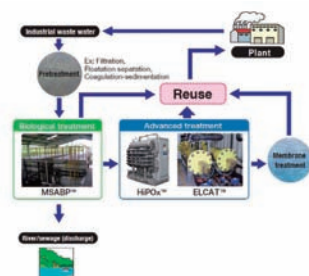 Industrial waste water
Plant
Ex: Filtration,
Floatation separation,
Coagulation-sedimentation
Pretreatment
Reuse
Biological treatment
Advanced treatment
MSABP™
HiPOx™
ELCAT™
Membrane
treatment
River/sewage (discharge)